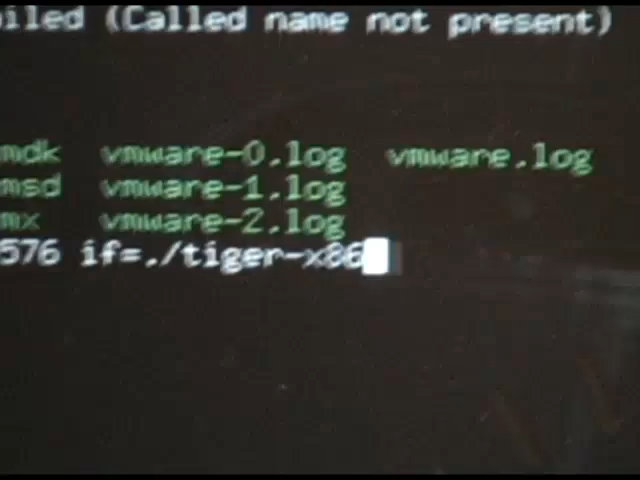 iled (Called name not present)
mdk vmware-0.log vmware.log
msd vmware-1.log
mx vmware-2.log
576 if=./tiger-x86